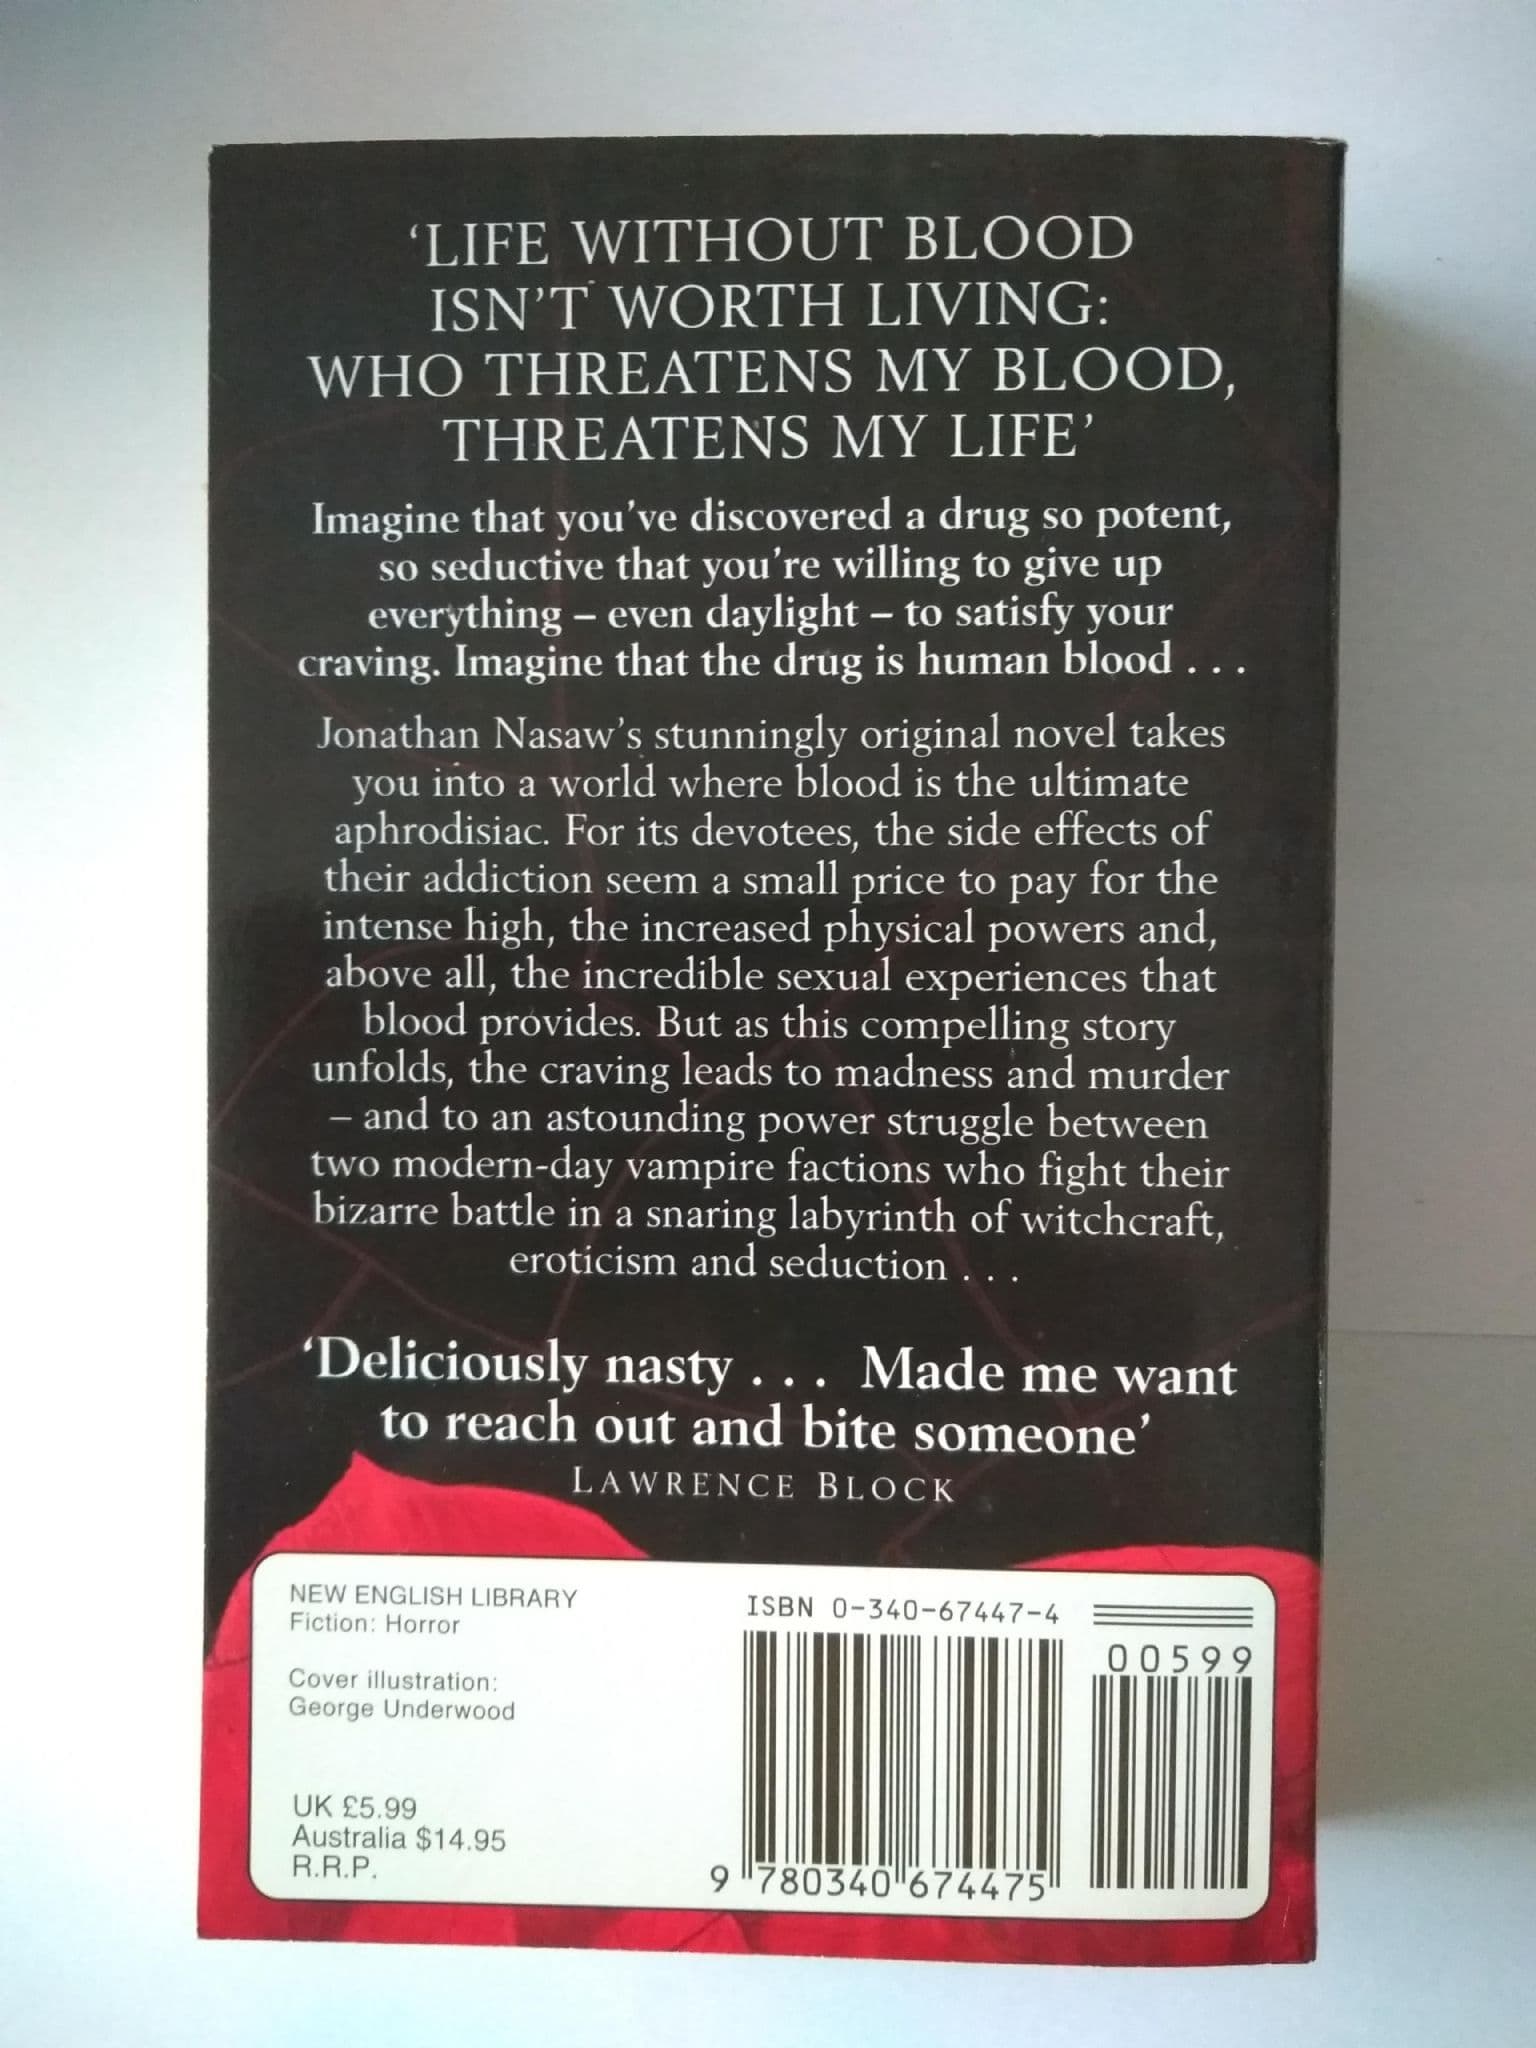 ‘LIFE WITHOUT BLOOD
ISN’T WORTH LIVING:
WHO THREATENS MY BLOOD,
THREATENS MY LIFE’
Imagine that you’ve discovered a drug so potent,
so seductive that you’re willing to give up
everything – even daylight – to satisfy your
craving. Imagine that the drug is human blood . . .
Jonathan Nasaw’s stunningly original novel takes
you into a world where blood is the ultimate
aphrodisiac. For its devotees, the side effects of
their addiction seem a small price to pay for the
intense high, the increased physical powers and,
above all, the incredible sexual experiences that
blood provides. But as this compelling story
unfolds, the craving leads to madness and murder
– and to an astounding power struggle between
two modern-day vampire factions who fight their
bizarre battle in a snaring labyrinth of witchcraft,
eroticism and seduction . . .
‘Deliciously nasty . . . Made me want
to reach out and bite someone’
LAWRENCE BLOCK
NEW ENGLISH LIBRARY
Fiction: Horror
Cover illustration:
George Underwood
UK £5.99
Australia $14.95
R.R.P.
ISBN 0-340-67447-4
00599
9 780340 674475